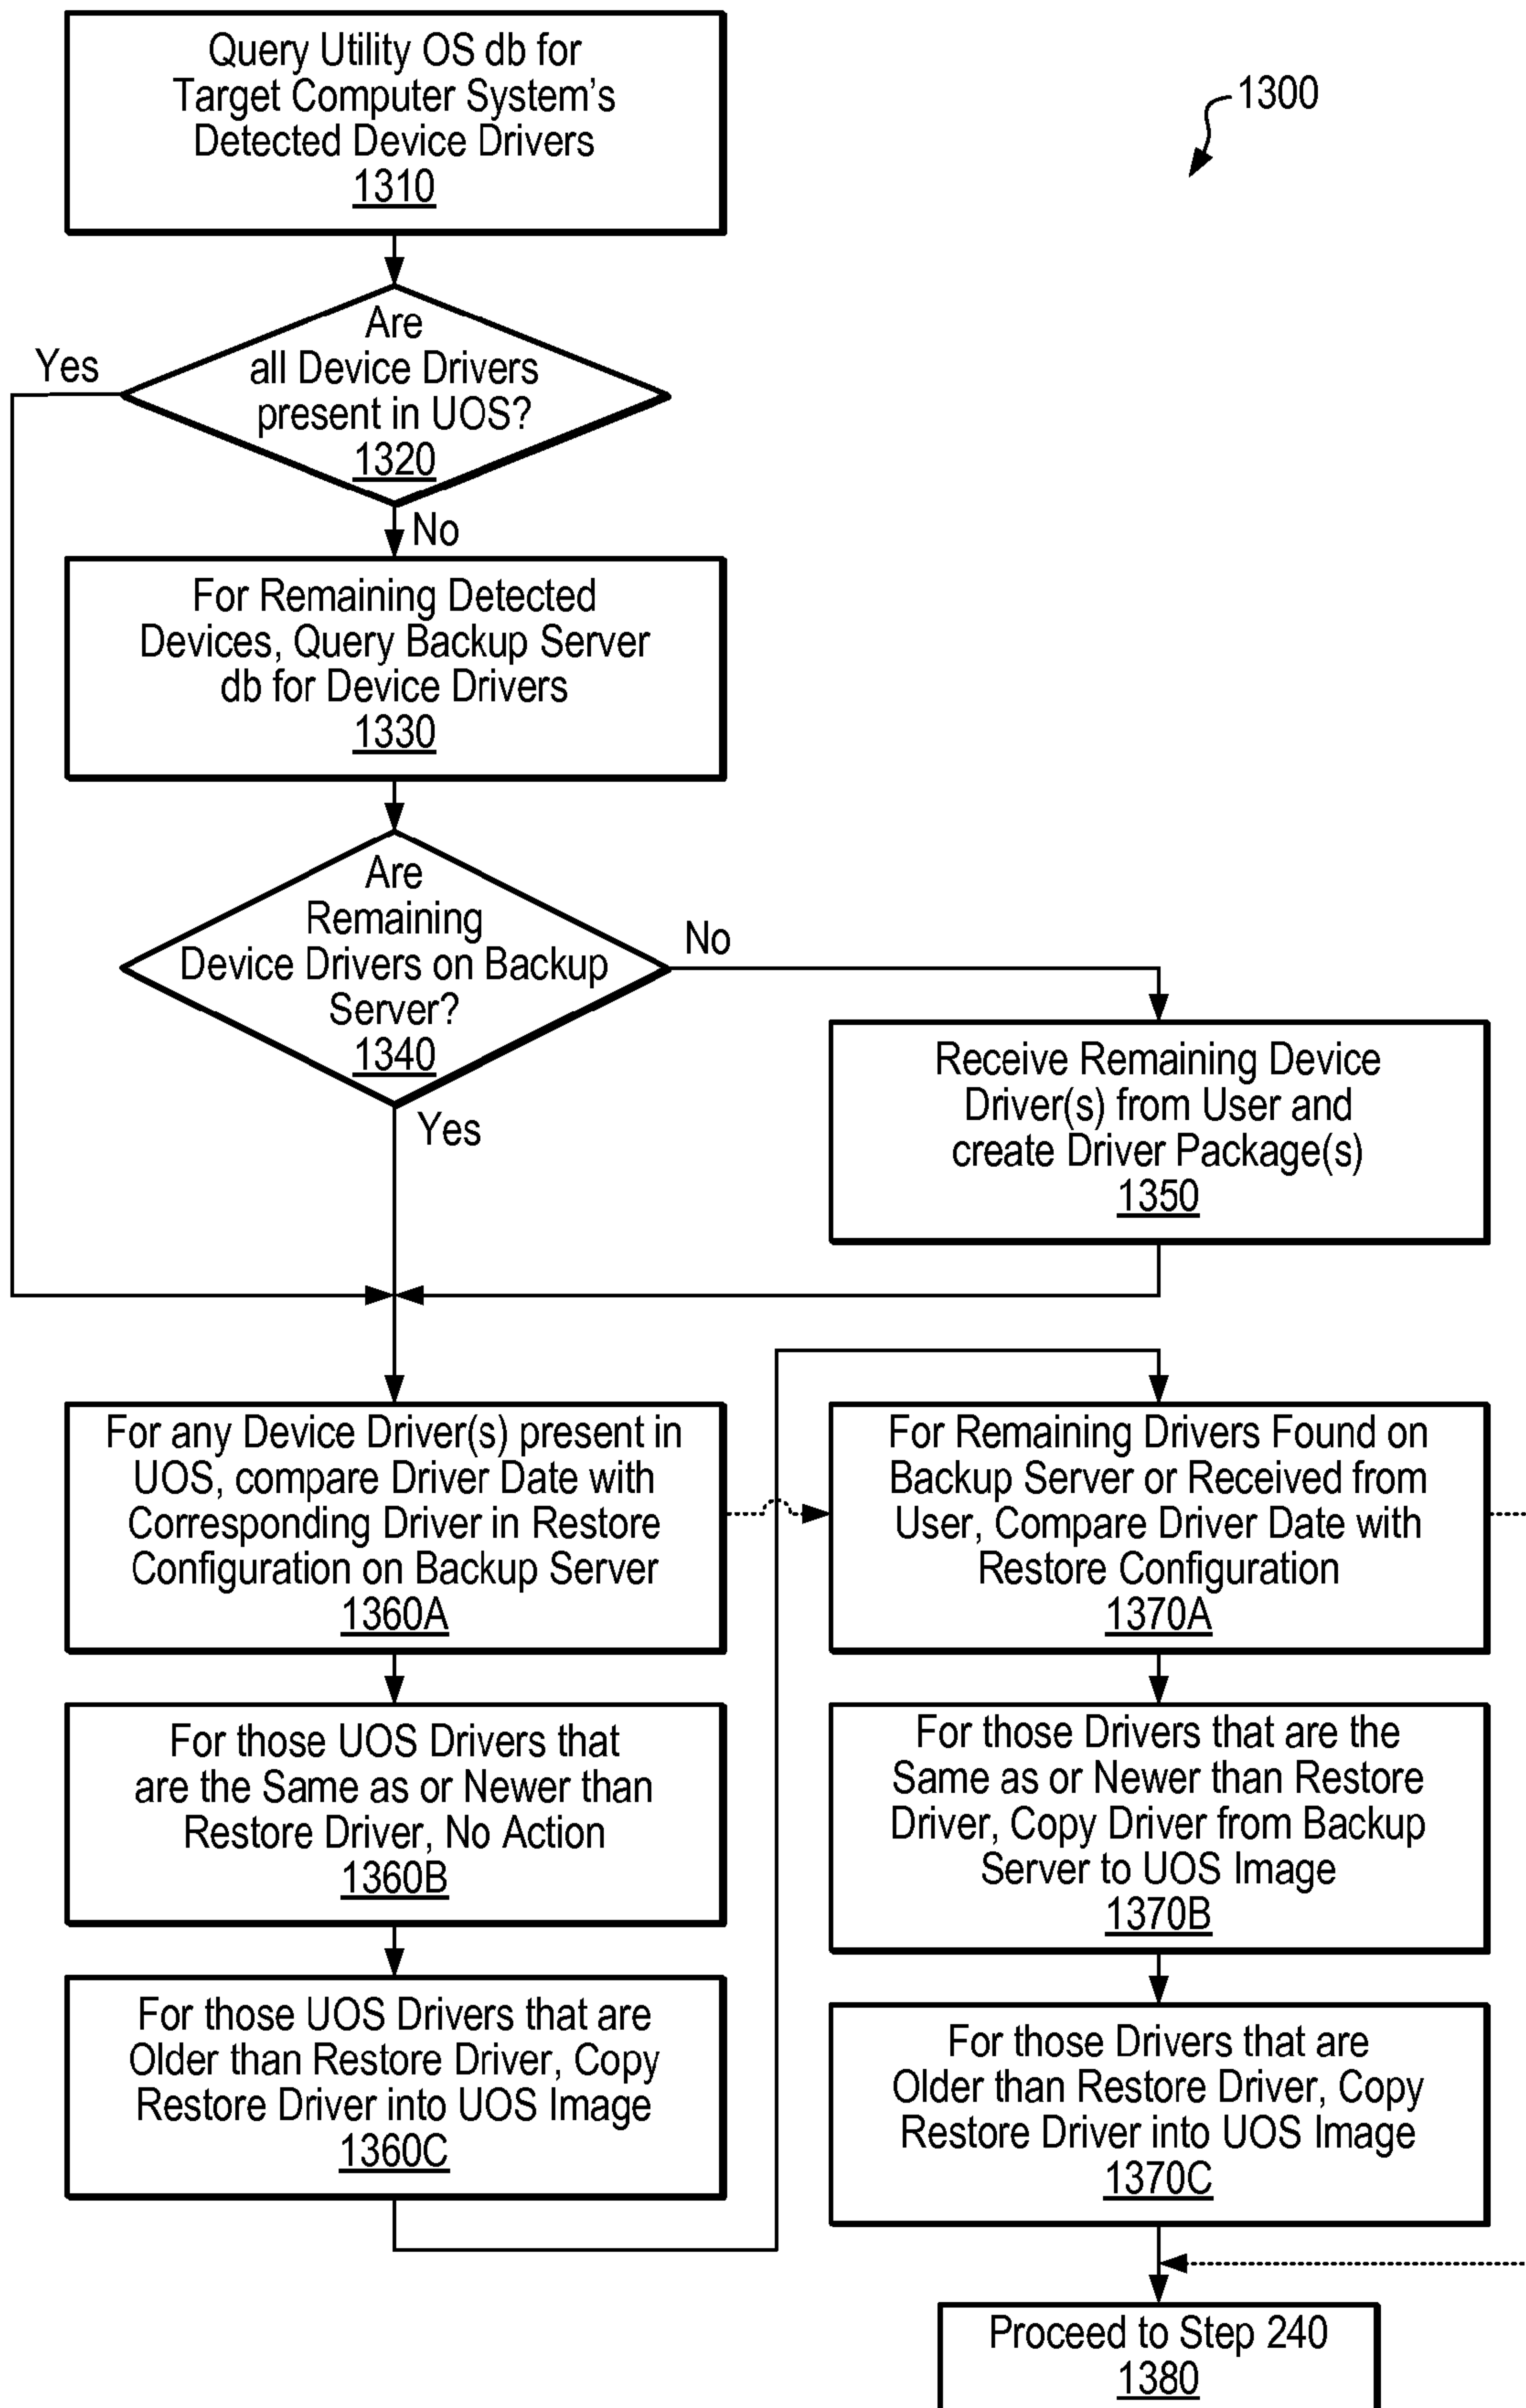 Query Utility OS db for
Target Computer System's
Detected Device Drivers
1310
1300
Are
all Device Drivers
present in UOS?
1320
Yes
No
For Remaining Detected
Devices, Query Backup Server
db for Device Drivers
1330
Are
Remaining
Device Drivers on Backup
Server?
1340
No
Yes
Receive Remaining Device
Driver(s) from User and
create Driver Package(s)
1350
For any Device Driver(s) present in
UOS, compare Driver Date with
Corresponding Driver in Restore
Configuration on Backup Server
1360A
For those UOS Drivers that
are the Same as or Newer than
Restore Driver, No Action
1360B
For those UOS Drivers that are
Older than Restore Driver, Copy
Restore Driver into UOS Image
1360C
For Remaining Drivers Found on
Backup Server or Received from
User, Compare Driver Date with
Restore Configuration
1370A
For those Drivers that are the
Same as or Newer than Restore
Driver, Copy Driver from Backup
Server to UOS Image
1370B
For those Drivers that are
Older than Restore Driver, Copy
Restore Driver into UOS Image
1370C
Proceed to Step 240
1380